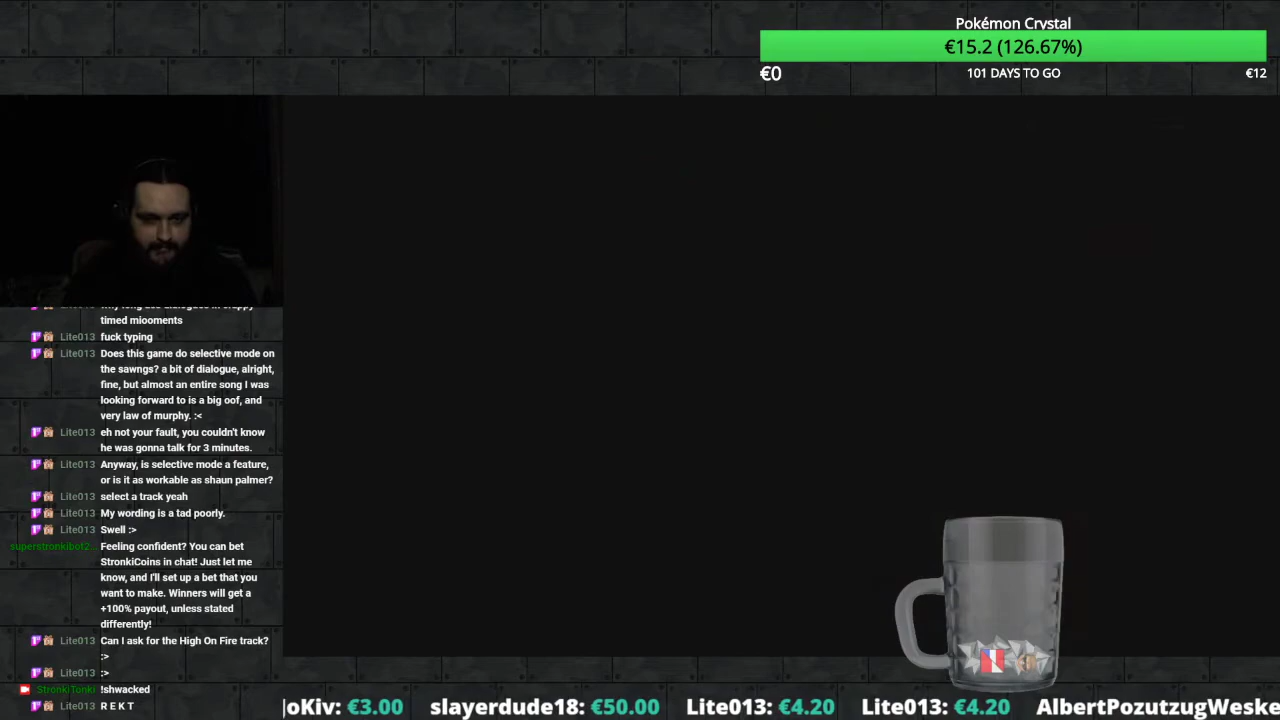 Pokémon Crystal
€15.2 (126.67%)
€0
101 DAYS TO GO
€12
timed miooments
Lite013 fuck typing
Lite013 Does this game do selective mode on
the sawngs? a bit of dialogue, alright,
fine, but almost an entire song I was
looking forward to is a big oof, and
very law of murphy. :<
Lite013 eh not your fault, you couldn't know
he was gonna talk for 3 minutes.
Lite013 Anyway, is selective mode a feature,
or is it as workable as shaun palmer?
Lite013 select a track yeah
Lite013 My wording is a tad poorly.
Lite013 Swell :>
superstronkibot2... Feeling confident? You can bet
StronkiCoins in chat! Just let me
know, and I'll set up a bet that you
want to make. Winners will get a
+100% payout, unless stated
differently!
Lite013 Can I ask for the High On Fire track?
:>
Lite013 :>
StronkiTonki !shwacked
Lite013 R E K T
joKiv: €3.00 slayerdude18: €50.00 Lite013: €4.20 Lite013: €4.20 AlbertPozutzugWeske